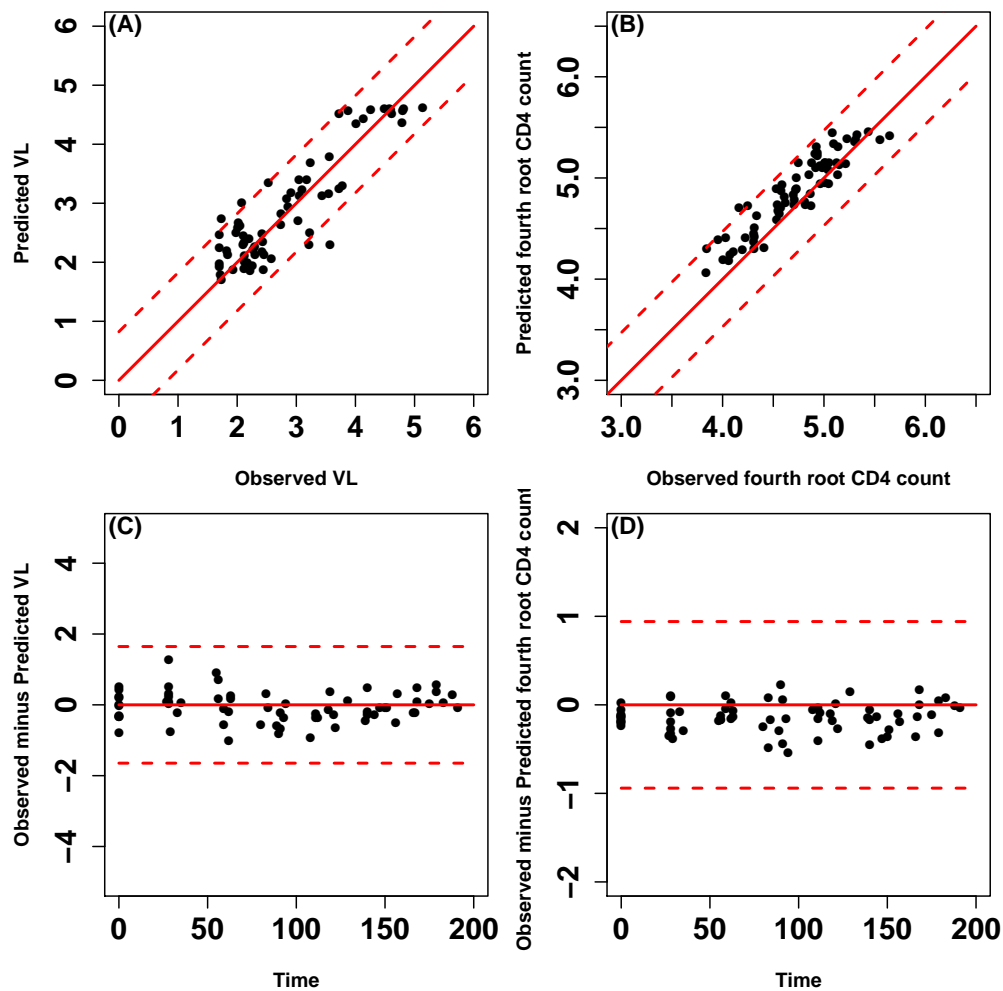 (A)
Predicted VL
6
5
4
3
2
1
0
0 1 2 3 4 5 6
Observed VL
(B)
Predicted fourth root CD4 count
6.0
5.0
4.0
3.0
3.0 4.0 5.0 6.0
Observed fourth root CD4 count
(C)
Observed minus Predicted VL
4
2
0
−2
−4
0 50 100 150 200
Time
(D)
Observed minus Predicted fourth root CD4 count
2
1
0
−1
−2
0 50 100 150 200
Time